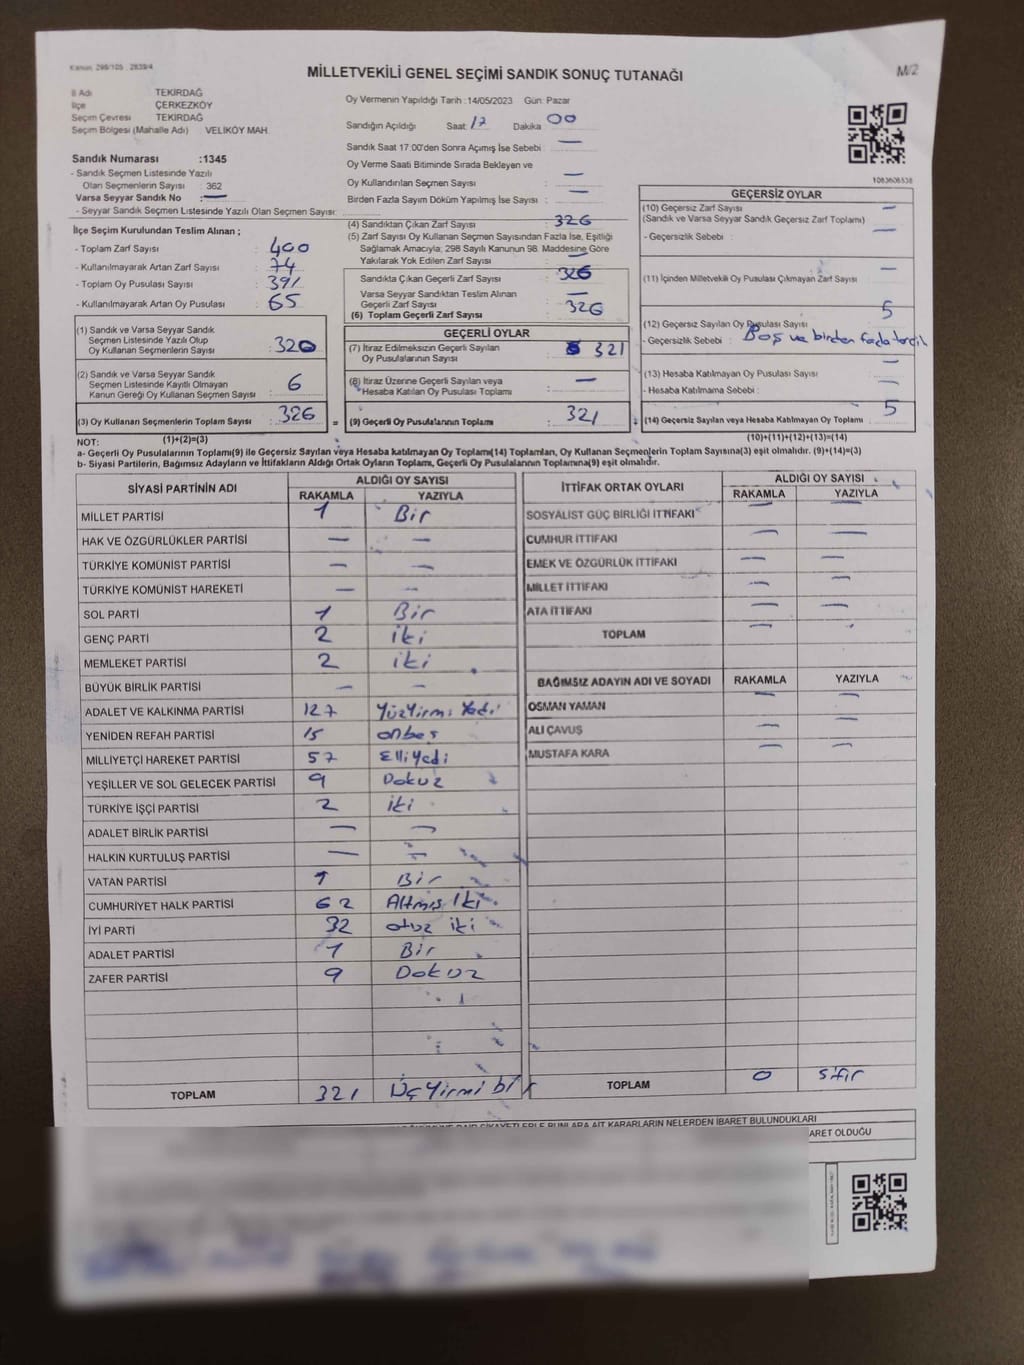 Kanun: 298/105 : 2839/4
MİLLETVEKİLİ GENEL SEÇİMİ SANDIK SONUÇ TUTANAĞI
M/2
İl Adı TEKİRDAĞ
İlçe ÇERKEZKÖY
Seçim Çevresi TEKİRDAĞ
Seçim Bölgesi (Mahalle Adı) VELİKÖY MAH.
Sandık Numarası :1345
- Sandık Seçmen Listesinde Yazılı
Olan Seçmenlerin Sayısı : 362
Varsa Seyyar Sandık No : —
- Seyyar Sandık Seçmen Listesinde Yazılı Olan Seçmen Sayısı:
İlçe Seçim Kurulundan Teslim Alınan ;
- Toplam Zarf Sayısı : 400
- Kullanılmayarak Artan Zarf Sayısı : 74
- Toplam Oy Pusulası Sayısı : 391
- Kullanılmayarak Artan Oy Pusulası : 65
(1) Sandık ve Varsa Seyyar Sandık
Seçmen Listesinde Yazılı Olup
Oy Kullanan Seçmenlerin Sayısı : 320
(2) Sandık ve Varsa Seyyar Sandık
Seçmen Listesinde Kayıtlı Olmayan
Kanun Gereği Oy Kullanan Seçmen Sayısı : 6
(3) Oy Kullanan Seçmenlerin Toplam Sayısı : 326
(1)+(2)=(3)
Oy Vermenin Yapıldığı Tarih :14/05/2023 Gün: Pazar
Sandığın Açıldığı Saat: 17 Dakika 00
Sandık Saat 17:00'den Sonra Açımış İse Sebebi : —
Oy Verme Saati Bitiminde Sırada Bekleyen ve
Oy Kullandırılan Seçmen Sayısı : —
Birden Fazla Sayım Döküm Yapılmış İse Sayısı : —
(4) Sandıktan Çıkan Zarf Sayısı : 326
(5) Zarf Sayısı Oy Kullanan Seçmen Sayısından Fazla İse, Eşitliği
Sağlamak Amacıyla, 298 Sayılı Kanunun 98. Maddesine Göre
Yakılarak Yok Edilen Zarf Sayısı : —
Sandıkta Çıkan Geçerli Zarf Sayısı : 326
Varsa Seyyar Sandıktan Teslim Alınan
Geçerli Zarf Sayısı : —
(6) Toplam Geçerli Zarf Sayısı : 326
GEÇERLİ OYLAR
(7) İtiraz Edilmeksizin Geçerli Sayılan
Oy Pusulalarının Sayısı : 321
(8) İtiraz Üzerine Geçerli Sayılan veya
Hesaba Katılan Oy Pusulası Toplamı : —
= (9) Geçerli Oy Pusulalarının Toplamı : 321
1083606538
GEÇERSİZ OYLAR
(10) Geçersiz Zarf Sayısı : —
(Sandık ve Varsa Seyyar Sandık Geçersiz Zarf Toplamı)
- Geçersizlik Sebebi : —
(11) İçinden Milletvekili Oy Pusulası Çıkmayan Zarf Sayısı : —
(12) Geçersiz Sayılan Oy Pusulası Sayısı : 5
- Geçersizlik Sebebi : Boş ve birden fazla tercil
(13) Hesaba Katılmayan Oy Pusulası Sayısı : —
- Hesaba Katılmama Sebebi : —
+ (14) Geçersiz Sayılan veya Hesaba Katılmayan Oy Toplamı : 5
(10)+(11)+(12)+(13)=(14)
NOT:
a- Geçerli Oy Pusulalarının Toplamı(9) ile Geçersiz Sayılan veya Hesaba katılmayan Oy Toplamı(14) Toplamları, Oy Kullanan Seçmenlerin Toplam Sayısına(3) eşit olmalıdır. (9)+(14)=(3)
b- Siyasi Partilerin, Bağımsız Adayların ve İttifakların Aldığı Ortak Oyların Toplamı, Geçerli Oy Pusulalarının Toplamına(9) eşit olmalıdır.
SİYASİ PARTİNİN ADI ALDIĞI OY SAYISI
RAKAMLA YAZIYLA
MİLLET PARTİSİ 1 Bir
HAK VE ÖZGÜRLÜKLER PARTİSİ — —
TÜRKİYE KOMÜNİST PARTİSİ — —
TÜRKİYE KOMÜNİST HAREKETİ — —
SOL PARTİ 1 Bir
GENÇ PARTİ 2 iki
MEMLEKET PARTİSİ 2 iki
BÜYÜK BİRLİK PARTİSİ — —
ADALET VE KALKINMA PARTİSİ 127 Yüzyirmi Yedi
YENİDEN REFAH PARTİSİ 15 onbeş
MİLLİYETÇİ HAREKET PARTİSİ 57 Elliyedi
YEŞİLLER VE SOL GELECEK PARTİSİ 9 Dokuz
TÜRKİYE İŞÇİ PARTİSİ 2 iki
ADALET BİRLİK PARTİSİ — —
HALKIN KURTULUŞ PARTİSİ — —
VATAN PARTİSİ 1 Bir
CUMHURİYET HALK PARTİSİ 62 Altmış iki
İYİ PARTİ 32 otuz iki
ADALET PARTİSİ 1 Bir
ZAFER PARTİSİ 9 Dokuz
TOPLAM 321 Üçyirmi bir
İTTİFAK ORTAK OYLARI ALDIĞI OY SAYISI
RAKAMLA YAZIYLA
SOSYALİST GÜÇ BİRLİĞİ İTTİFAKI — —
CUMHUR İTTİFAKI — —
EMEK VE ÖZGÜRLÜK İTTİFAKI — —
MİLLET İTTİFAKI — —
ATA İTTİFAKI — —
TOPLAM — —
BAĞIMSIZ ADAYIN ADI VE SOYADI RAKAMLA YAZIYLA
OSMAN YAMAN — —
ALİ ÇAVUŞ — —
MUSTAFA KARA — —
TOPLAM 0 sıfır
ŞİKAYETLERLE BUNLARA AİT KARARLARIN NELERDEN İBARET BULUNDUKLARI
ARET OLDUĞU